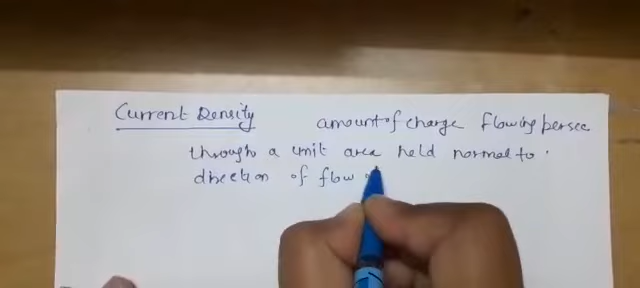 Current Density amount of charge flowing per sec
through a unit area held normal to
direction of flow